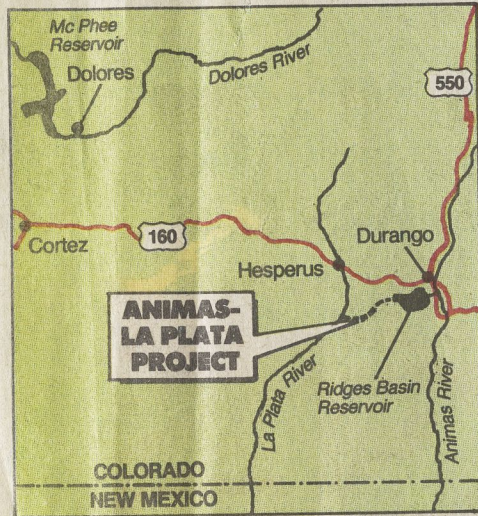 Mc Phee
Reservoir
Dolores
Dolores River
550
160
Cortez
Durango
Hesperus
ANIMAS-
LA PLATA
PROJECT
La Plata River
Ridges Basin
Reservoir
Animas River
COLORADO
NEW MEXICO